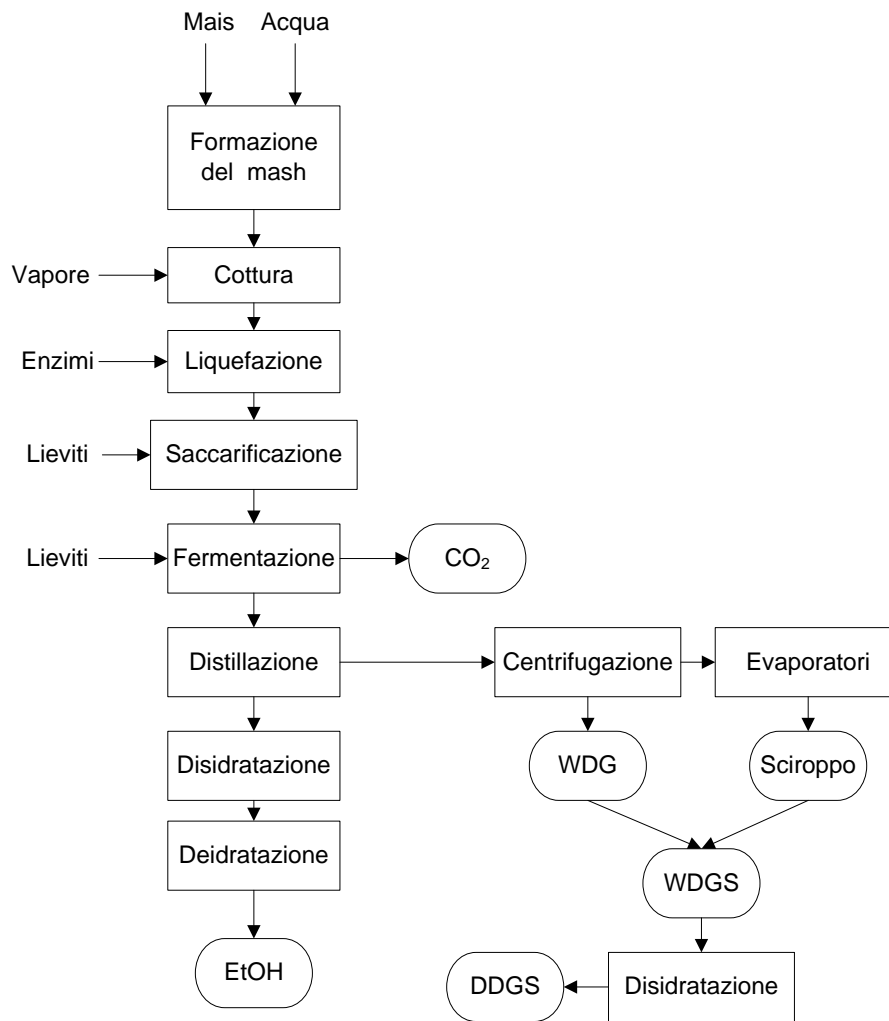 Mais
Acqua
Formazione
del mash
Vapore
Cottura
Enzimi
Liquefazione
Lieviti
Saccarificazione
Lieviti
Fermentazione
CO₂
Distillazione
Centrifugazione
Evaporatori
Disidratazione
WDG
Sciroppo
Deidratazione
WDGS
EtOH
DDGS
Disidratazione